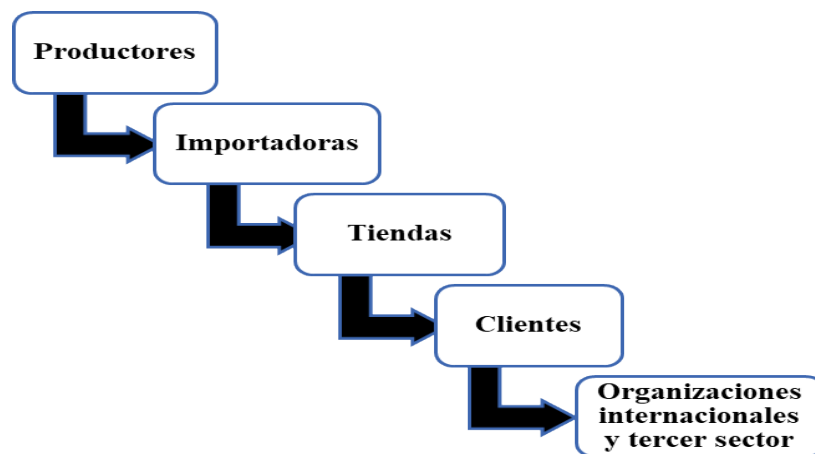 Productores
Importadoras
Tiendas
Clientes
Organizaciones
internacionales
y tercer sector